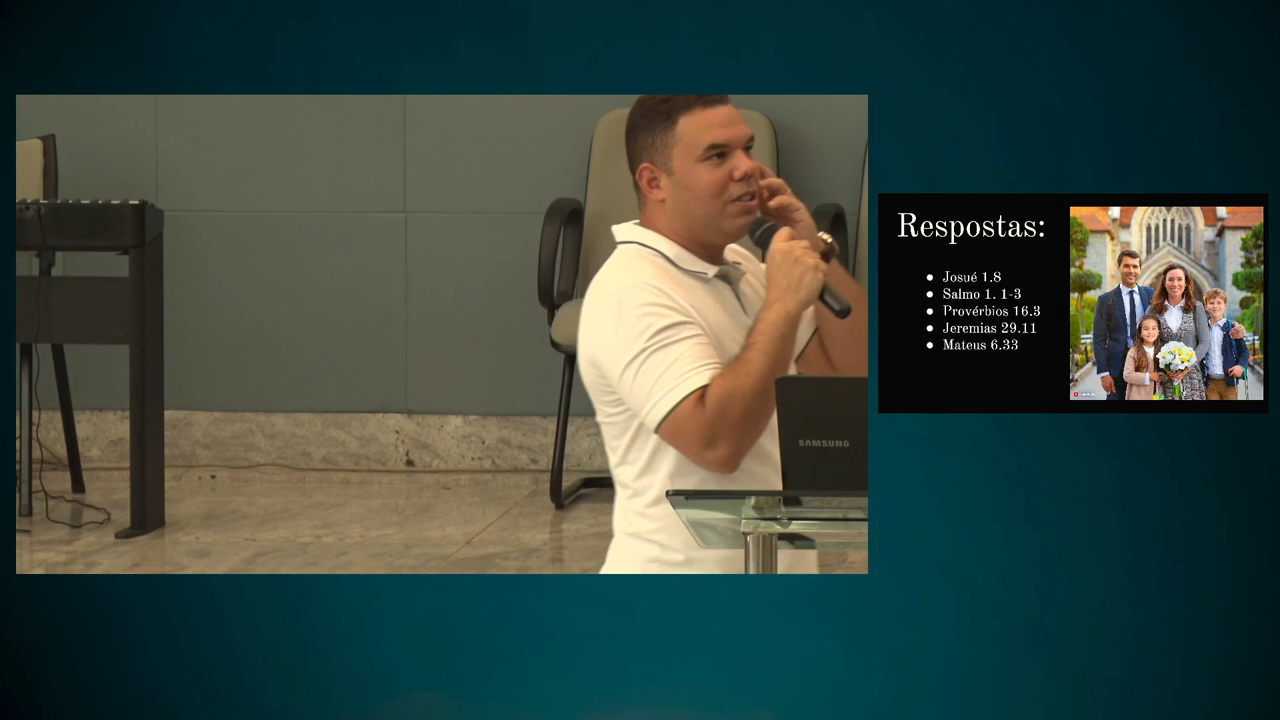 SAMSUNG
Respostas:
● Josué 1.8
● Salmo 1. 1-3
● Provérbios 16.3
● Jeremias 29.11
● Mateus 6.33